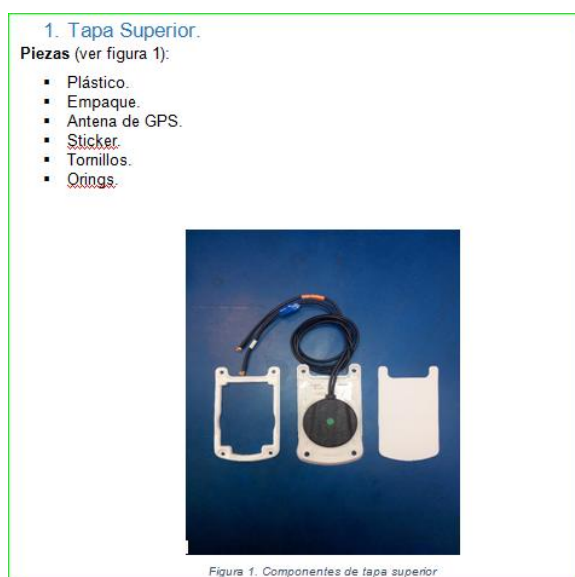 1. Tapa Superior.
Piezas (ver figura 1):
▪ Plástico.
▪ Empaque.
▪ Antena de GPS.
▪ Sticker.
▪ Tornillos.
▪ Orings.
Figura 1. Componentes de tapa superior